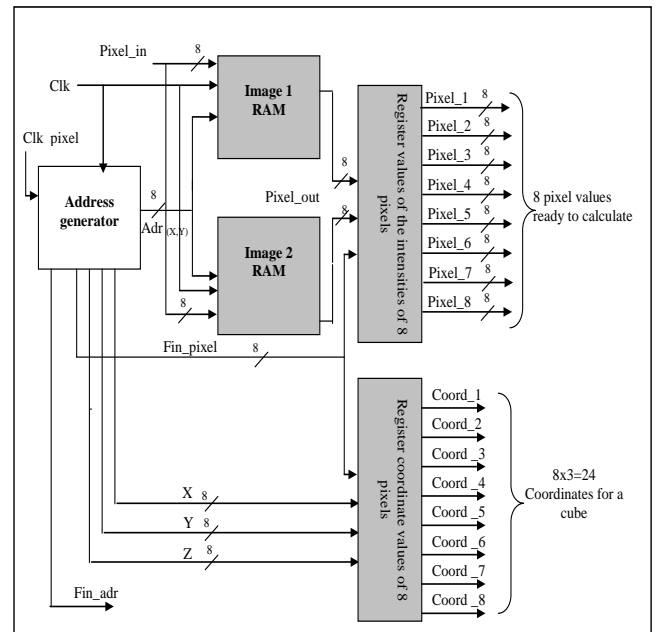 Pixel_in
8
Clk
Clk pixel
Image 1
RAM
Address
generator
8
Adr (X,Y)
Pixel_out
8
8
Image 2
RAM
8
Fin_pixel
8
Register values of the intensities of 8
pixels
Pixel_1
8
Pixel_2
8
Pixel_3
8
Pixel_4
8
Pixel_5
8
Pixel_6
8
Pixel_7
8
Pixel_8
8
8 pixel values
ready to calculate
X
8
Y
8
Z
8
Fin_adr
Register coordinate values of 8
pixels
Coord_1
Coord_2
Coord _3
Coord _4
Coord _5
Coord _6
Coord _7
Coord _8
8x3=24
Coordinates for a
cube